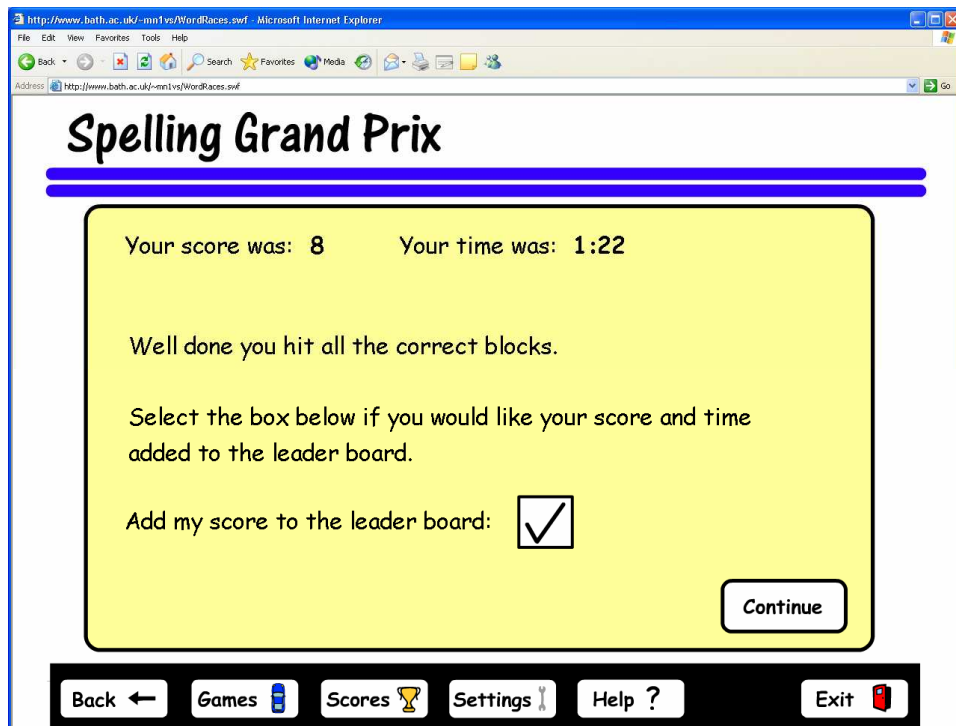 http://www.bath.ac.uk/~mn1vs/WordRaces.swf - Microsoft Internet Explorer
File Edit View Favorites Tools Help
Back Search Favorites Media
Address http://www.bath.ac.uk/~mn1vs/WordRaces.swf Go
Spelling Grand Prix
Your score was: 8 Your time was: 1:22
Well done you hit all the correct blocks.
Select the box below if you would like your score and time
added to the leader board.
Add my score to the leader board:
Continue
Back Games Scores Settings Help ? Exit